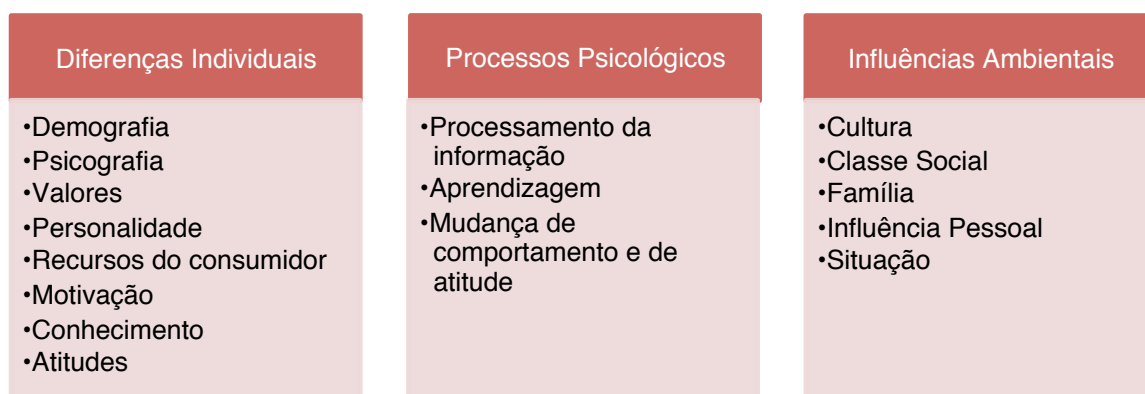 Diferenças Individuais
•Demografia
•Psicografia
•Valores
•Personalidade
•Recursos do consumidor
•Motivação
•Conhecimento
•Atitudes
Processos Psicológicos
•Processamento da
informação
•Aprendizagem
•Mudança de
comportamento e de
atitude
Influências Ambientais
•Cultura
•Classe Social
•Família
•Influência Pessoal
•Situação